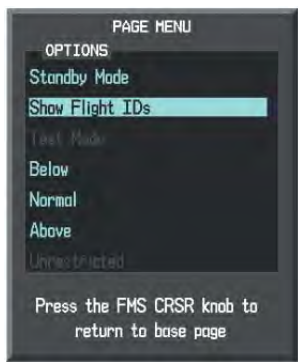 PAGE MENU
OPTIONS
Standby Mode
Show Flight IDs
Test Mode
Below
Normal
Above
Unrestricted
Press the FMS CRSR knob to
return to base page